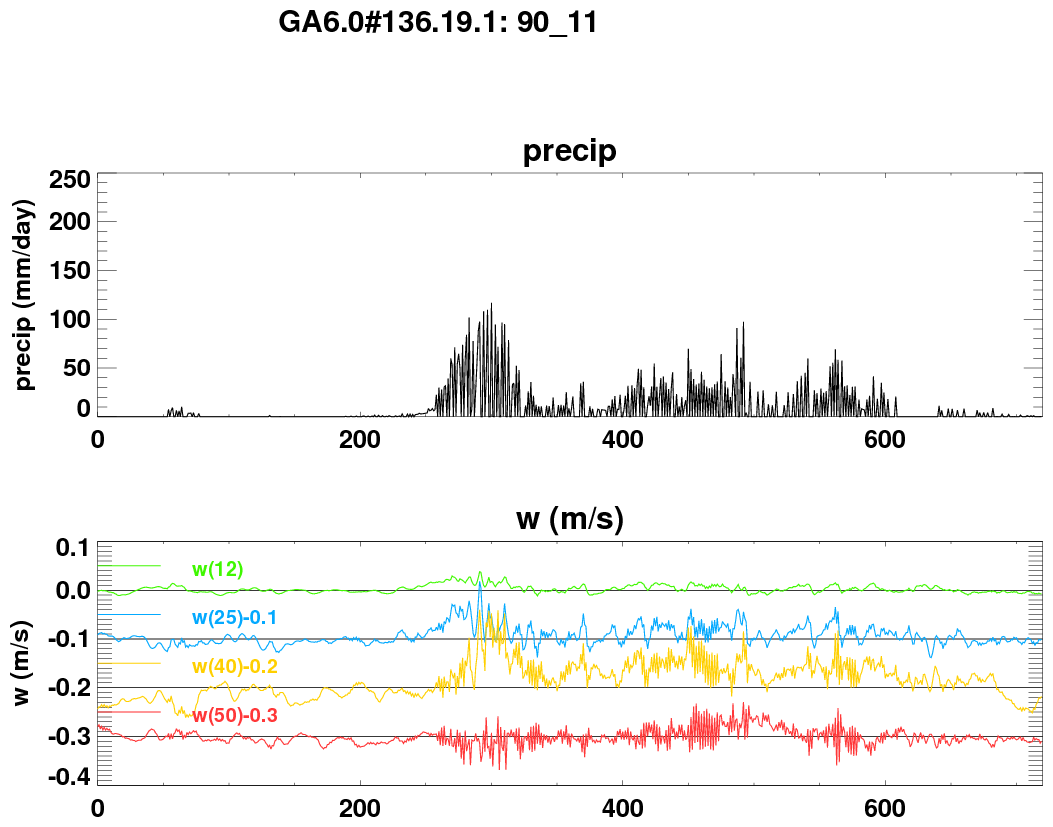 GA6.0#136.19.1: 90_11
precip
precip (mm/day)
250
200
150
100
50
0
0 200 400 600
w (m/s)
w (m/s)
0.1
0.0
-0.1
-0.2
-0.3
-0.4
w(12)
w(25)-0.1
w(40)-0.2
w(50)-0.3
0 200 400 600